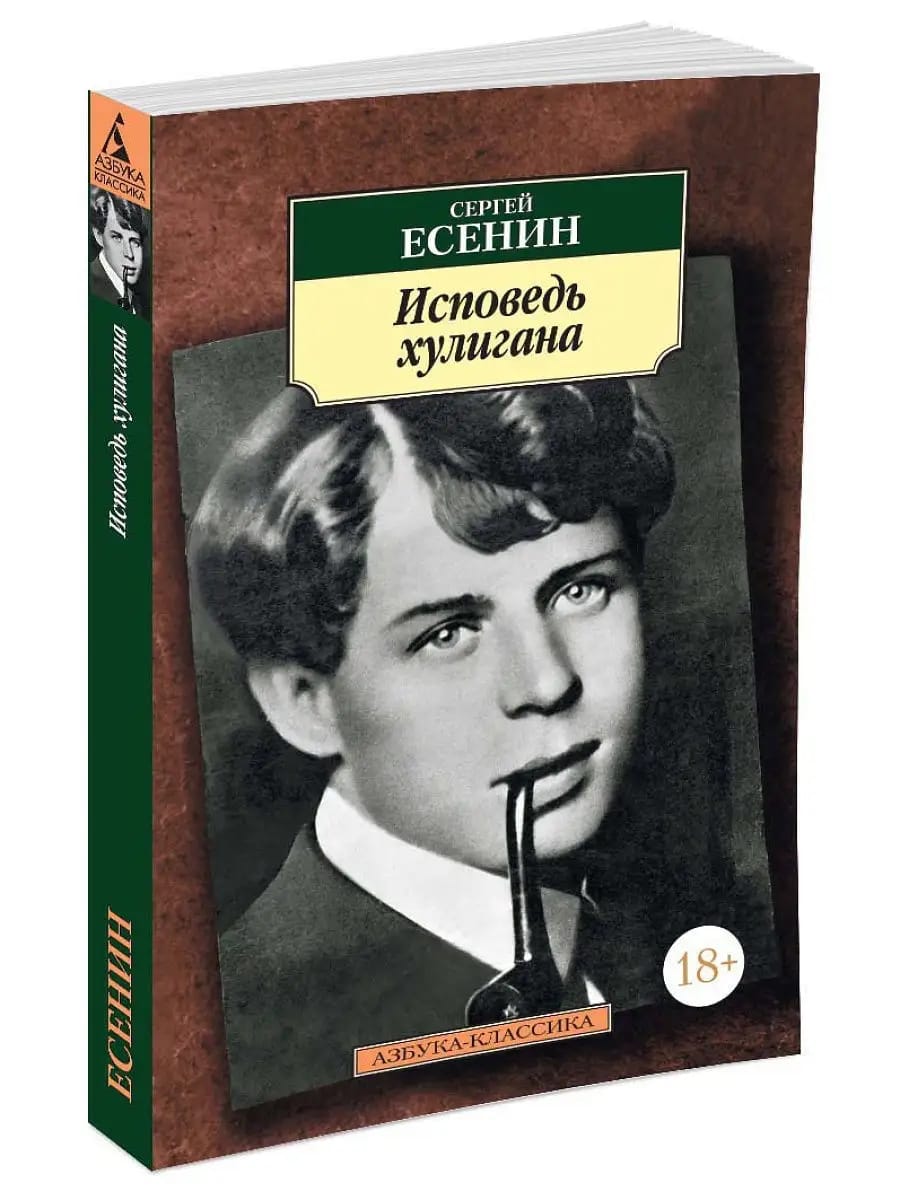 АЗБУКА
КЛАССИКА
Исповедь хулигана
ЕСЕНИН
СЕРГЕЙ
ЕСЕНИН
Исповедь
хулигана
18+
АЗБУКА-КЛАССИКА